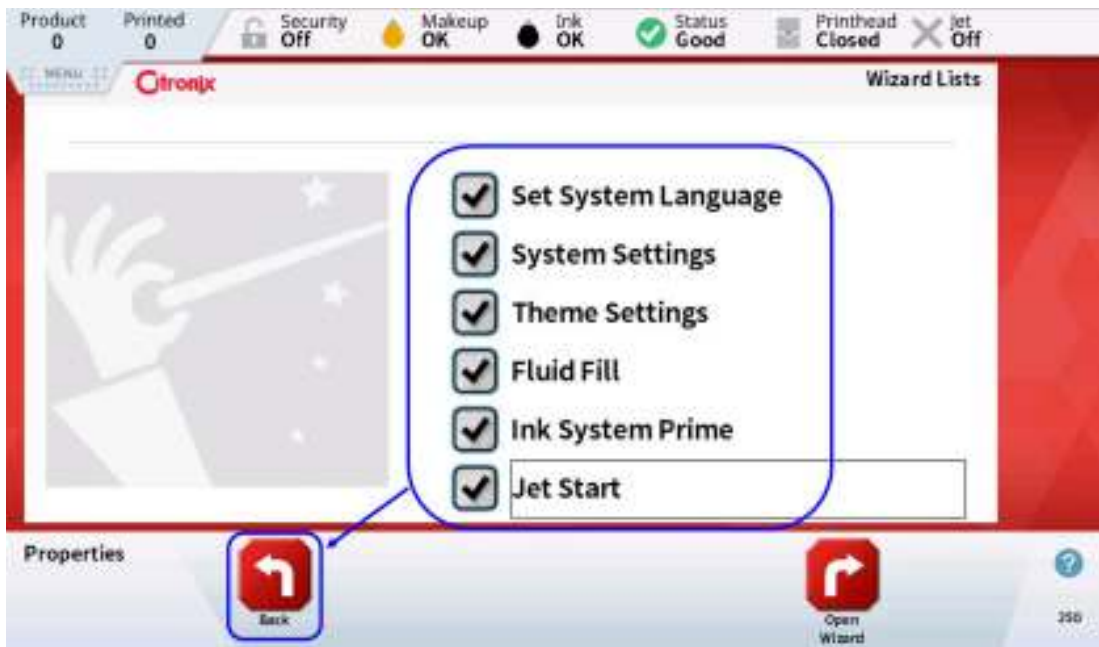 Product
0
Printed
0
Security
Off
Makeup
OK
Ink
OK
Status
Good
Printhead
Closed
Jet
Off
MENU
Citronix
Wizard Lists
Set System Language
System Settings
Theme Settings
Fluid Fill
Ink System Prime
Jet Start
Properties
Back
Open
Wizard
?